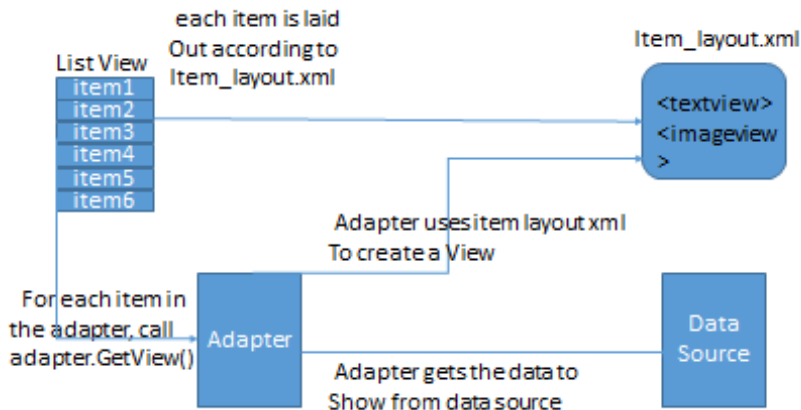 each item is laid
Out according to
Item_layout.xml
List View
item1
item2
item3
item4
item5
item6
Item_layout.xml
<textview>
<imageview
>
Adapter uses item layout xml
To create a View
For each item in
the adapter, call
adapter.GetView()
Adapter
Data
Source
Adapter gets the data to
Show from data source